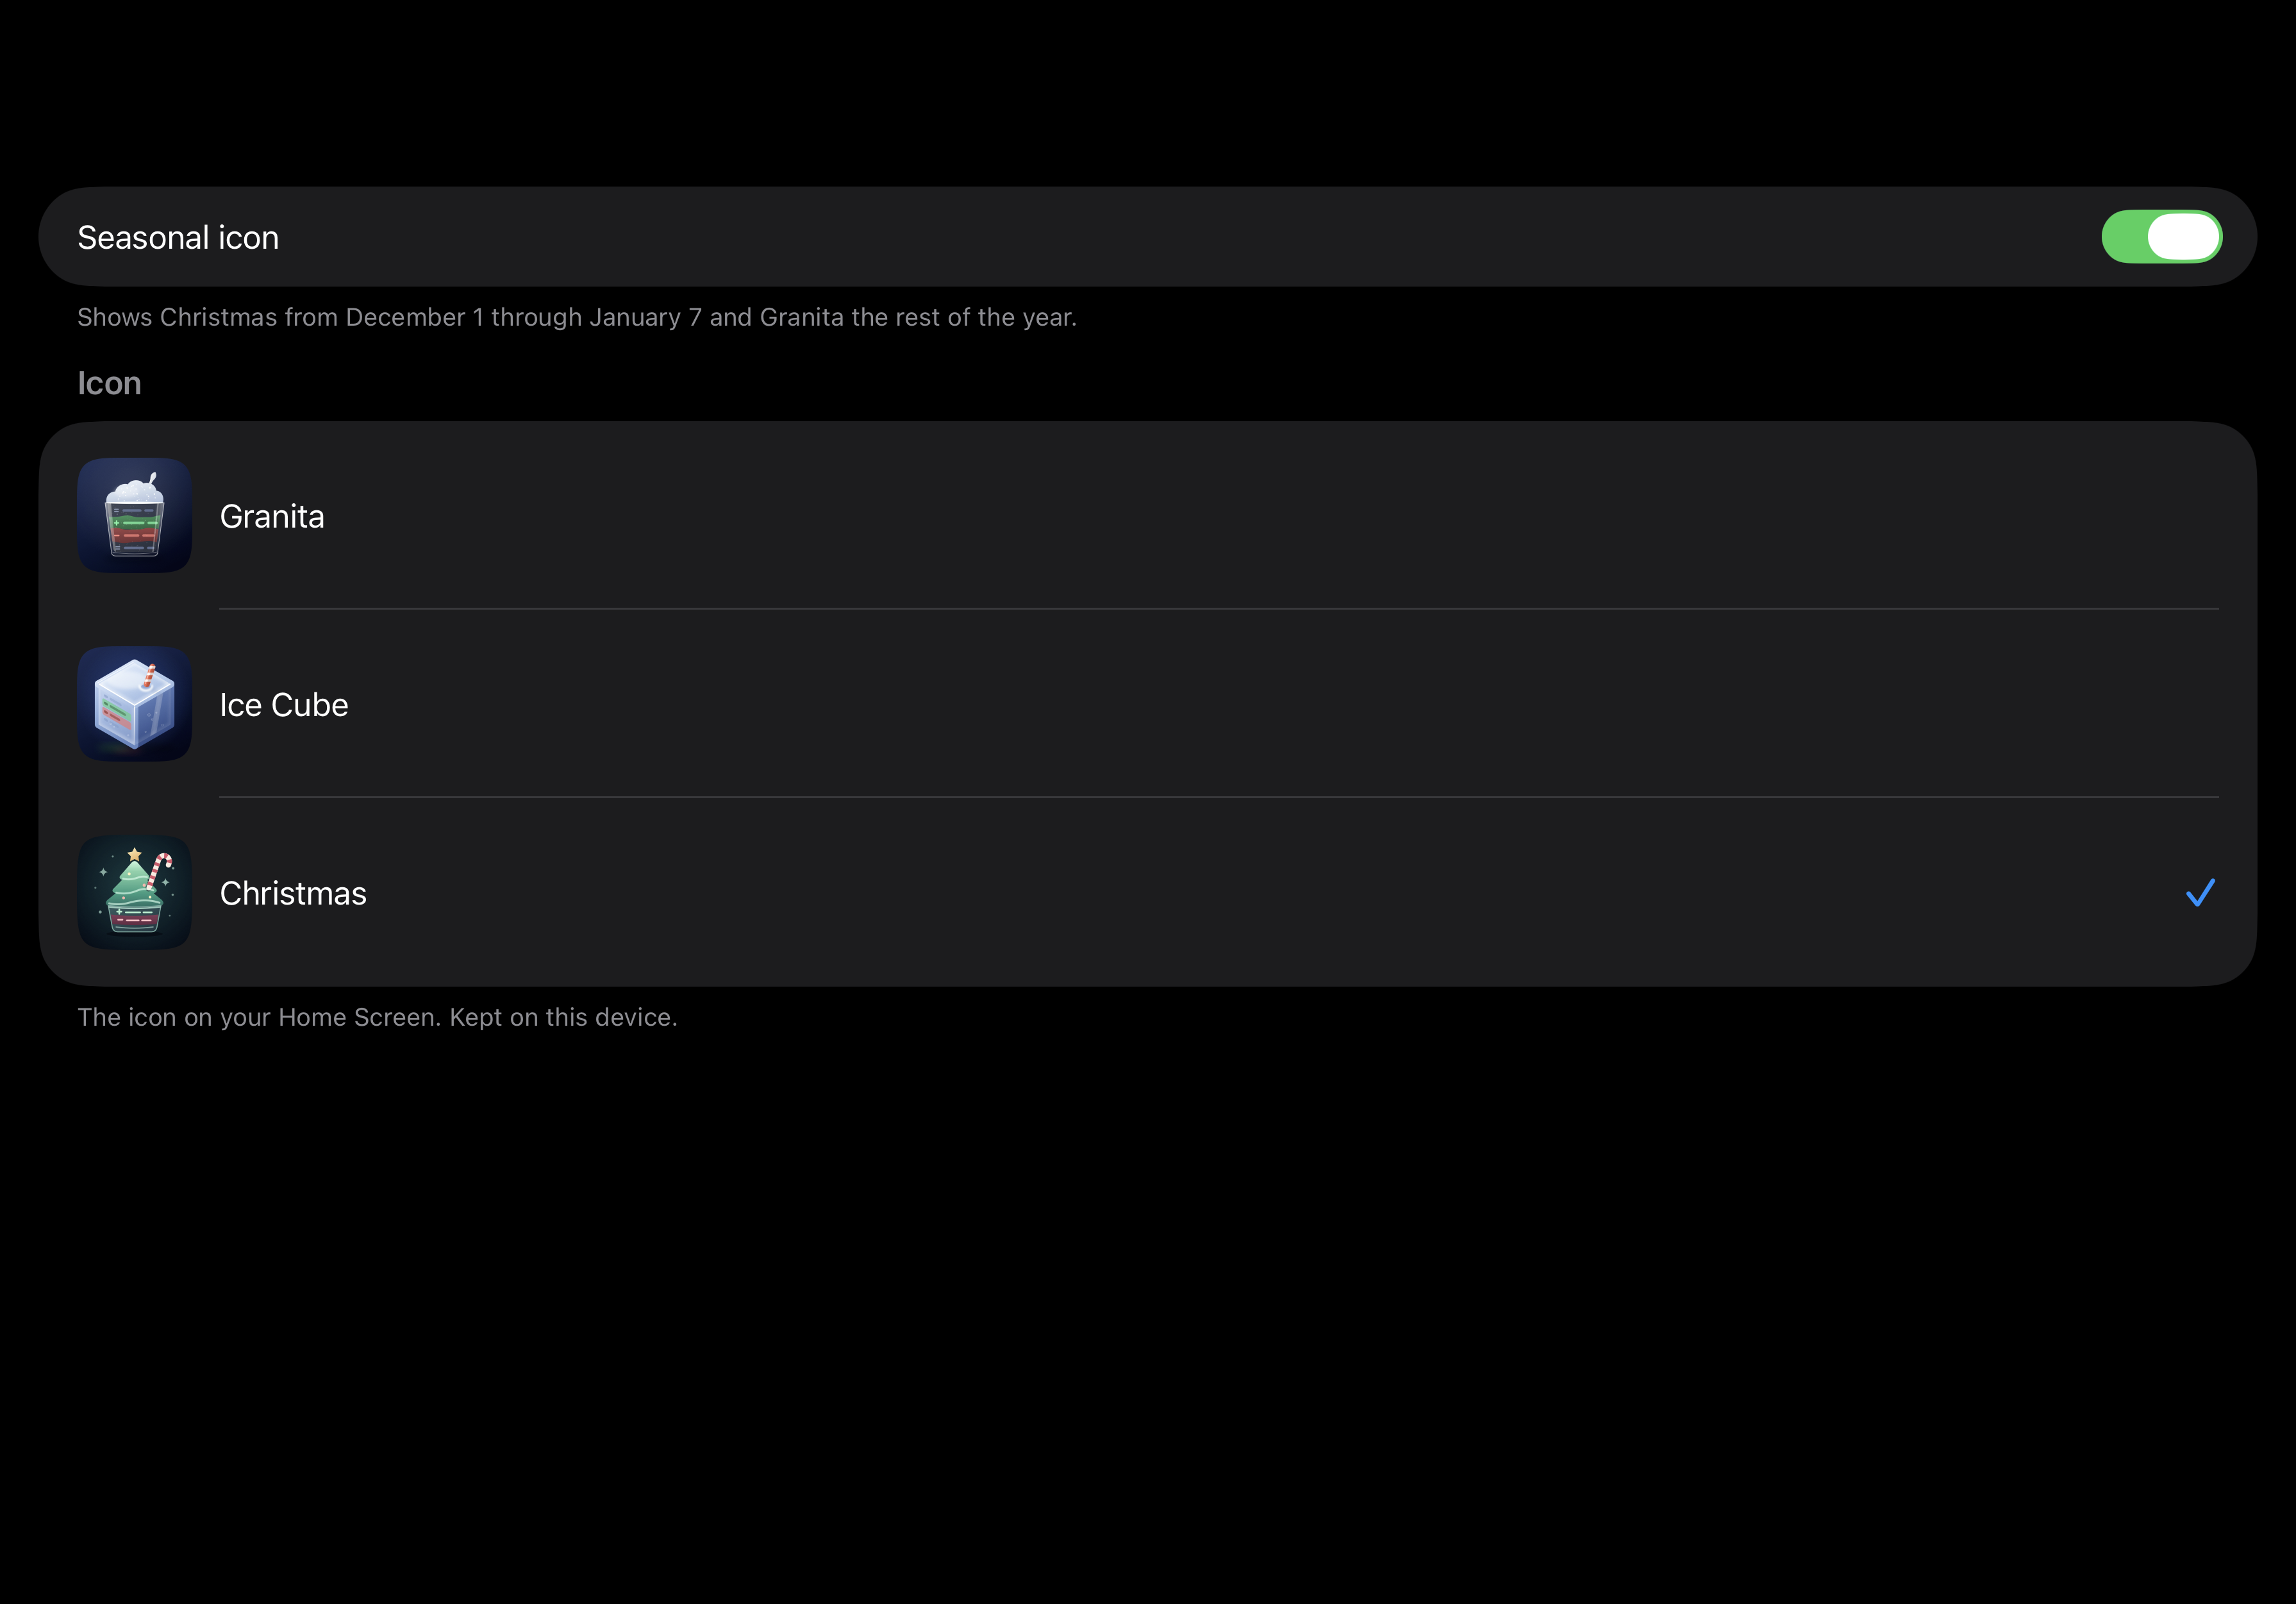 Seasonal icon
Shows Christmas from December 1 through January 7 and Granita the rest of the year.
Icon
Granita
Ice Cube
Christmas
The icon on your Home Screen. Kept on this device.